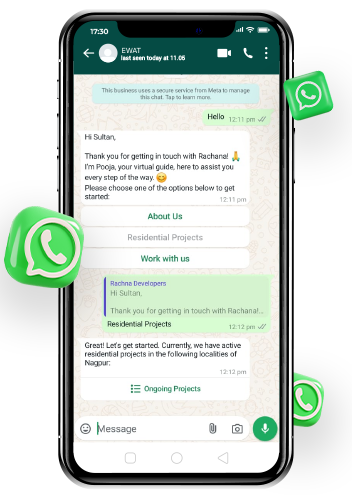 17:30
EWAT
last seen today at 11.05
This business uses a secure service from Meta to manage
this chat. Tap to learn more.
Hello 12:11 pm
Hi Sultan,
Thank you for getting in touch with Rachana! 🙏
I'm Pooja, your virtual guide, here to assist you
every step of the way. 😊
Please choose one of the options below to get
started:
12:11 pm
About Us
Residential Projects
Work with us
Rachna Developers
Hi Sultan,
Thank you for getting in touch with Rachana!...
Residential Projects
12:12 pm
Great! Let's get started. Currently, we have active
residential projects in the following localities of
Nagpur:
12:12 pm
Ongoing Projects
Message